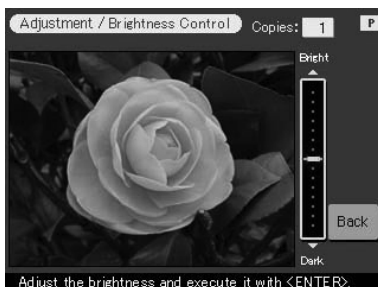 Adjustment / Brightness Control Copies: 1 P
Bright
Back
Dark
Adjust the brightness and execute it with <ENTER>.